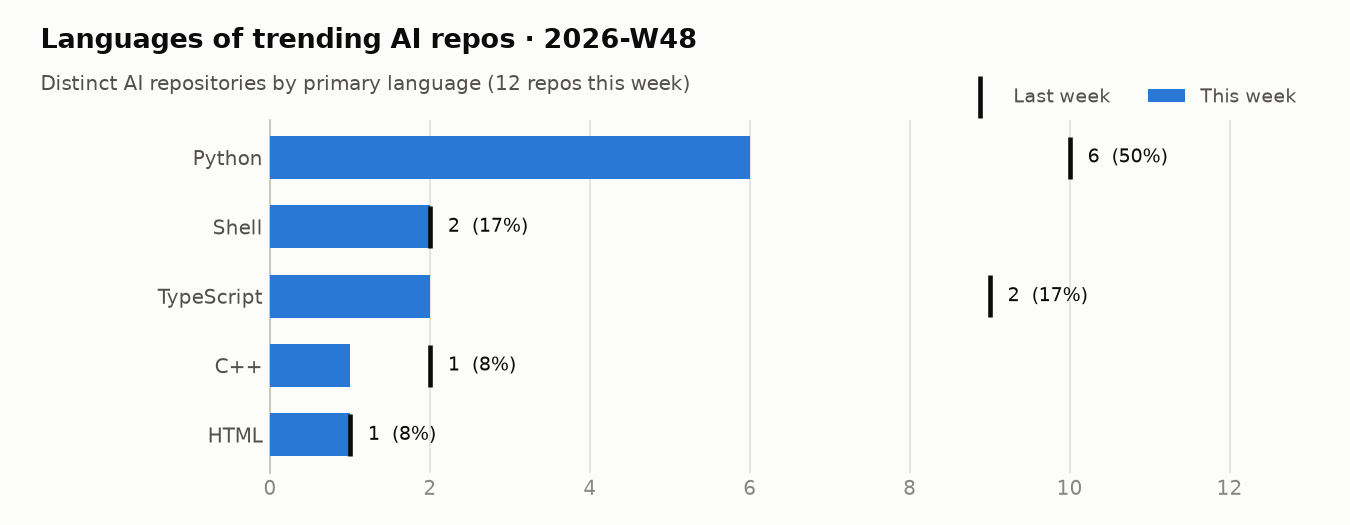 Languages of trending AI repos · 2026-W48
Distinct AI repositories by primary language (12 repos this week)
Last week
This week
Python
6 (50%)
Shell
2 (17%)
TypeScript
2 (17%)
C++
1 (8%)
HTML
1 (8%)
0 2 4 6 8 10 12